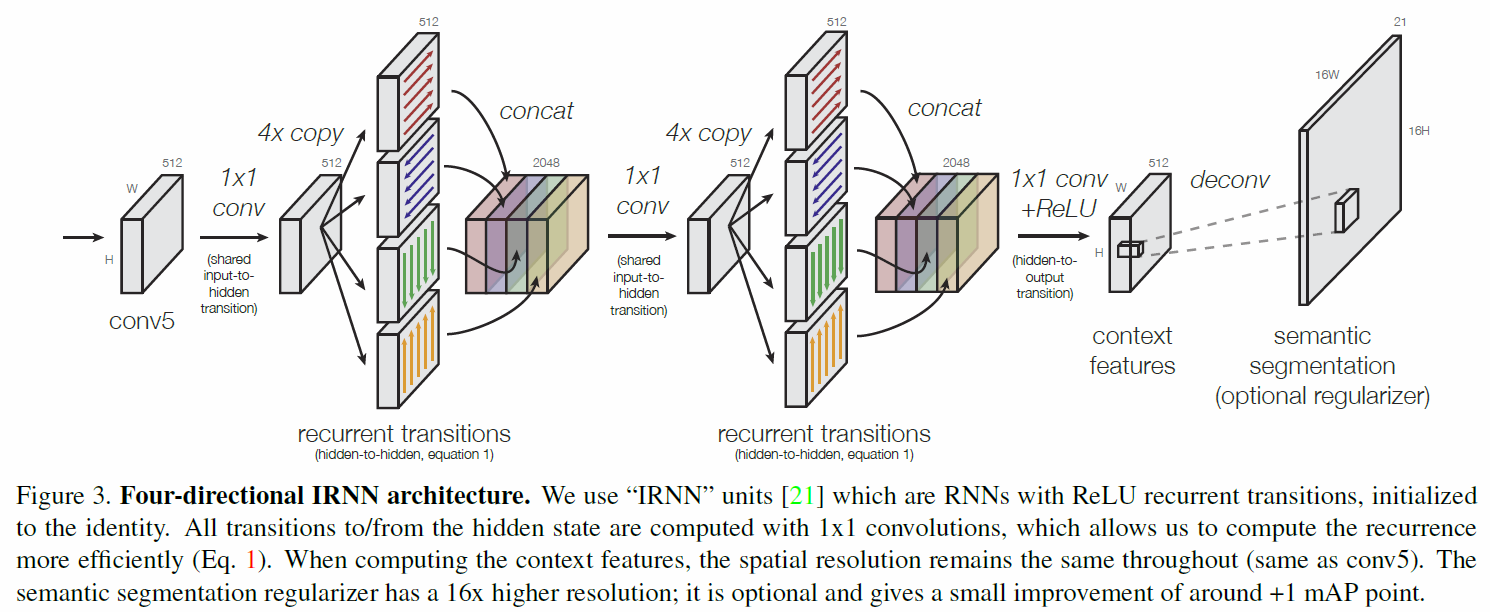 512
512
21
16W
16H
4x copy
concat
4x copy
concat
512
W
H
conv5
1x1
conv
(shared
input-to-
hidden
transition)
512
2048
1x1
conv
(shared
input-to-
hidden
transition)
512
2048
1x1 conv
+ReLU
(hidden-to-
output
transition)
512
W
H
deconv
context
features
semantic
segmentation
(optional regularizer)
recurrent transitions
(hidden-to-hidden, equation 1)
recurrent transitions
(hidden-to-hidden, equation 1)
Figure 3. Four-directional IRNN architecture. We use “IRNN” units [21] which are RNNs with ReLU recurrent transitions, initialized
to the identity. All transitions to/from the hidden state are computed with 1x1 convolutions, which allows us to compute the recurrence
more efficiently (Eq. 1). When computing the context features, the spatial resolution remains the same throughout (same as conv5). The
semantic segmentation regularizer has a 16x higher resolution; it is optional and gives a small improvement of around +1 mAP point.